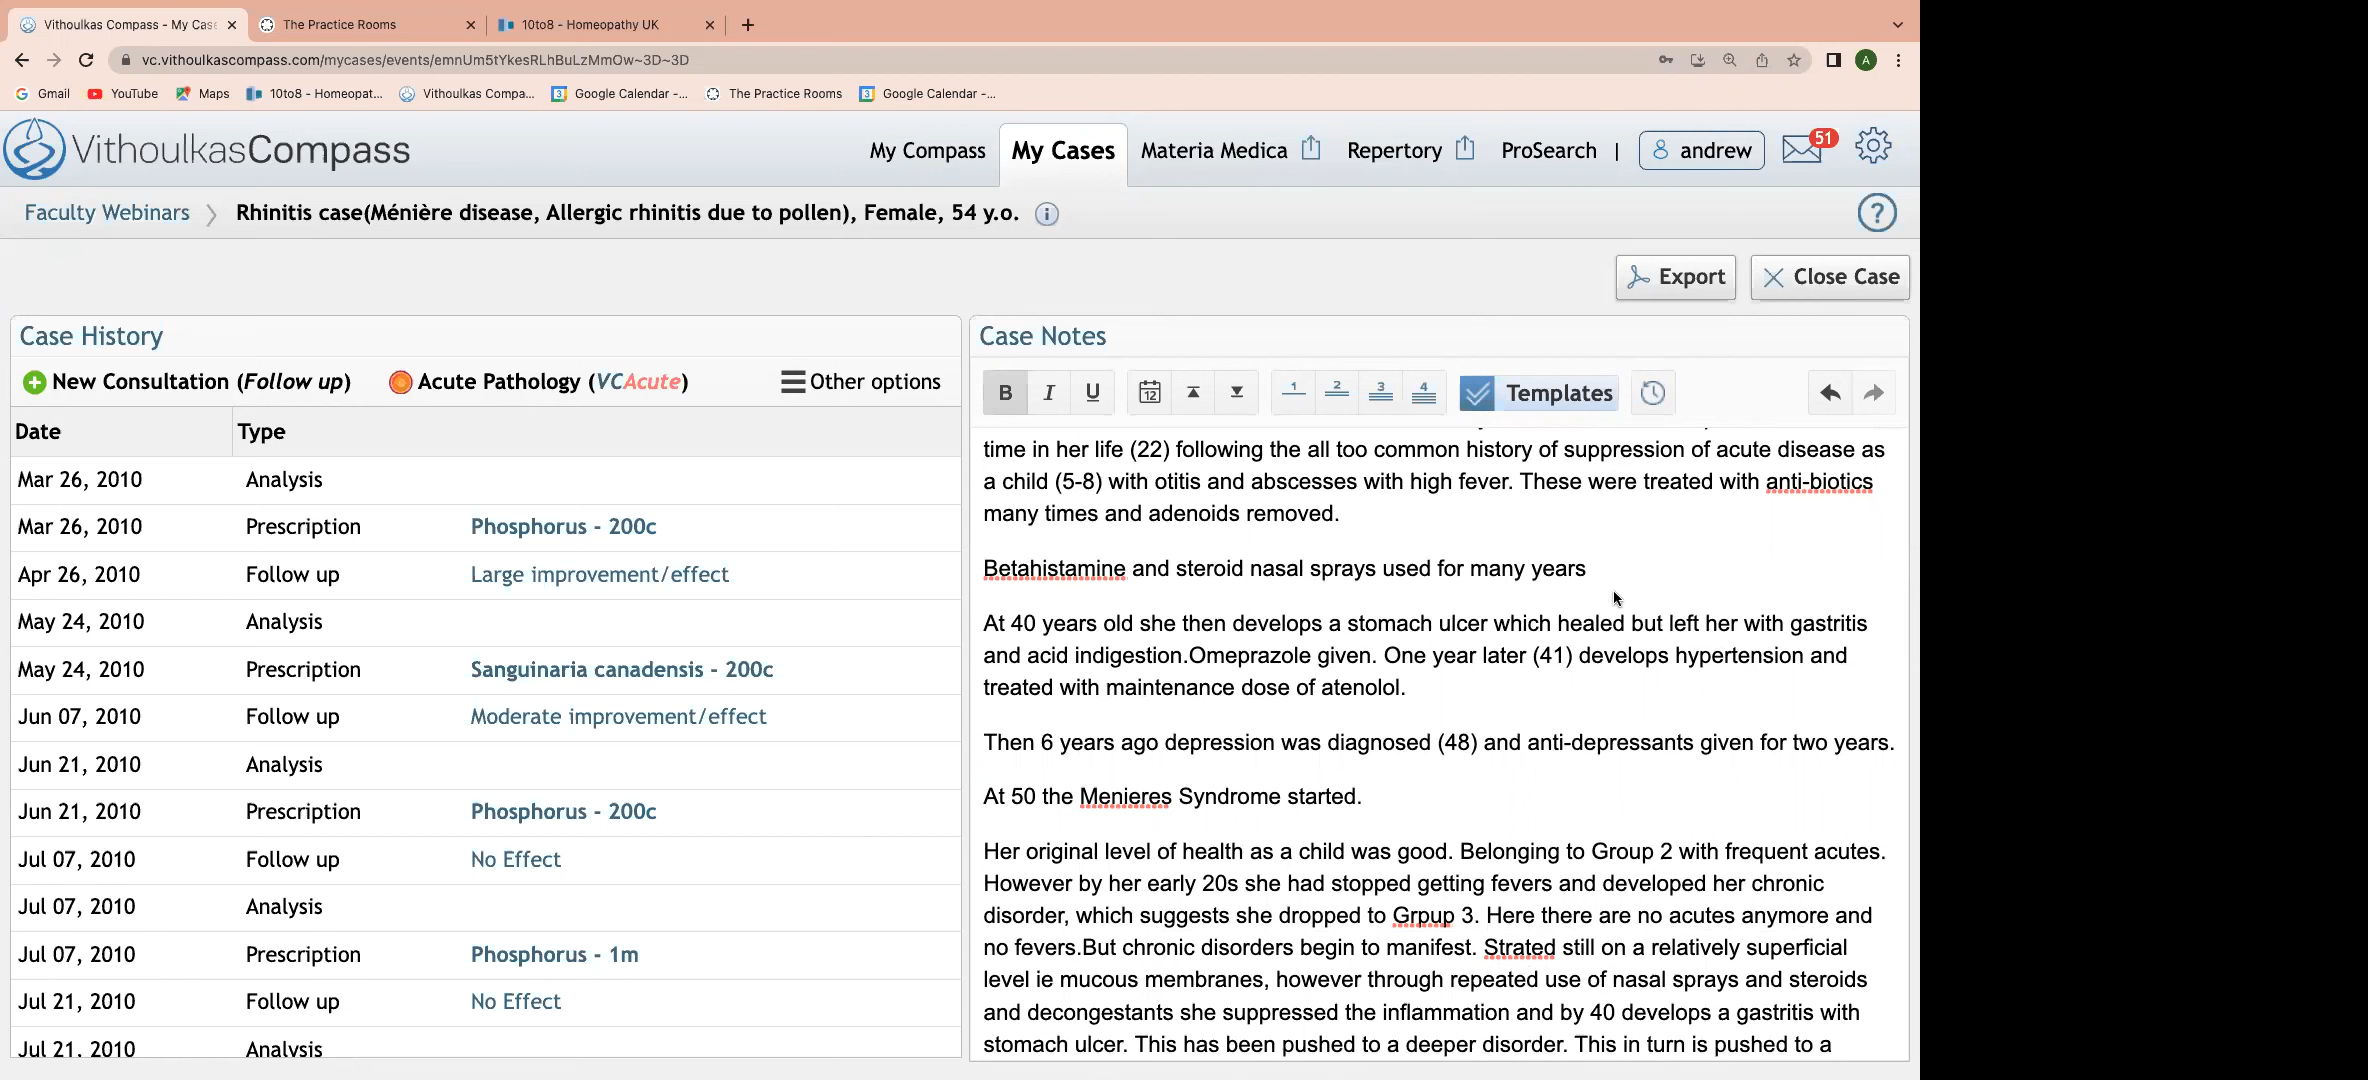 Vithoulkas Compass - My Case
The Practice Rooms
10to8 - Homeopathy UK
vc.vithoulkascompass.com/mycases/events/emnUm5tYkesRLhBuLzMmOw~3D~3D
A
Gmail
YouTube
Maps
10to8 - Homeopat...
Vithoulkas Compa...
Google Calendar -...
The Practice Rooms
Google Calendar -...
VithoulkasCompass
My Compass
My Cases
Materia Medica
Repertory
ProSearch |
andrew
51
Faculty Webinars
Rhinitis case(Ménière disease, Allergic rhinitis due to pollen), Female, 54 y.o.
i
?
Export
Close Case
Case History
New Consultation (Follow up)
Acute Pathology (VCAcute)
Other options
Date Type
Mar 26, 2010 Analysis
Mar 26, 2010 Prescription Phosphorus - 200c
Apr 26, 2010 Follow up Large improvement/effect
May 24, 2010 Analysis
May 24, 2010 Prescription Sanguinaria canadensis - 200c
Jun 07, 2010 Follow up Moderate improvement/effect
Jun 21, 2010 Analysis
Jun 21, 2010 Prescription Phosphorus - 200c
Jul 07, 2010 Follow up No Effect
Jul 07, 2010 Analysis
Jul 07, 2010 Prescription Phosphorus - 1m
Jul 21, 2010 Follow up No Effect
Jul 21, 2010 Analysis
Case Notes
B I U 12 1 2 3 4 Templates
time in her life (22) following the all too common history of suppression of acute disease as
a child (5-8) with otitis and abscesses with high fever. These were treated with anti-biotics
many times and adenoids removed.
Betahistamine and steroid nasal sprays used for many years
At 40 years old she then develops a stomach ulcer which healed but left her with gastritis
and acid indigestion.Omeprazole given. One year later (41) develops hypertension and
treated with maintenance dose of atenolol.
Then 6 years ago depression was diagnosed (48) and anti-depressants given for two years.
At 50 the Menieres Syndrome started.
Her original level of health as a child was good. Belonging to Group 2 with frequent acutes.
However by her early 20s she had stopped getting fevers and developed her chronic
disorder, which suggests she dropped to Grpup 3. Here there are no acutes anymore and
no fevers.But chronic disorders begin to manifest. Strated still on a relatively superficial
level ie mucous membranes, however through repeated use of nasal sprays and steroids
and decongestants she suppressed the inflammation and by 40 develops a gastritis with
stomach ulcer. This has been pushed to a deeper disorder. This in turn is pushed to a